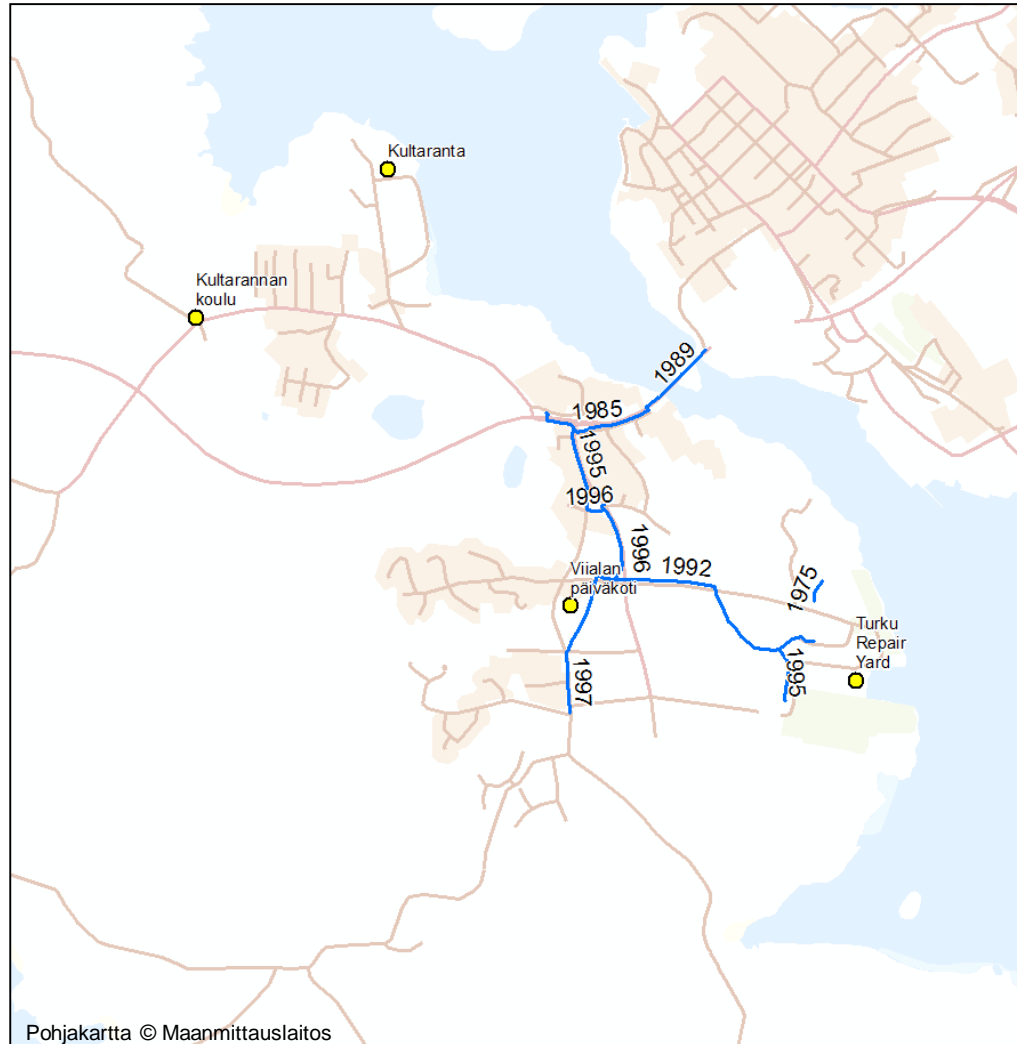 Kultaranta
Kultarannan
koulu
1989
1985
1995
1996
1996
1992
Viialan
päiväkoti
1975
Turku
Repair
Yard
1995
1997
Pohjakartta © Maanmittauslaitos